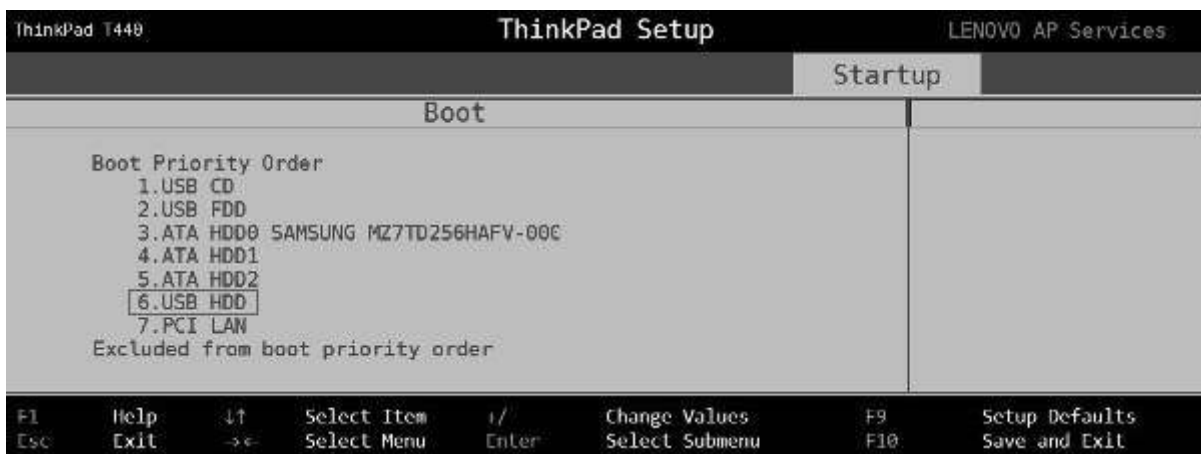 ThinkPad T440 ThinkPad Setup LENOVO AP Services
Startup
Boot
Boot Priority Order
1.USB CD
2.USB FDD
3.ATA HDD0 SAMSUNG MZ7TD256HAFV-00C
4.ATA HDD1
5.ATA HDD2
6.USB HDD
7.PCI LAN
Excluded from boot priority order
F1 Help ↓↑ Select Item +/ Change Values F9 Setup Defaults
Esc Exit →← Select Menu Enter Select Submenu F10 Save and Exit